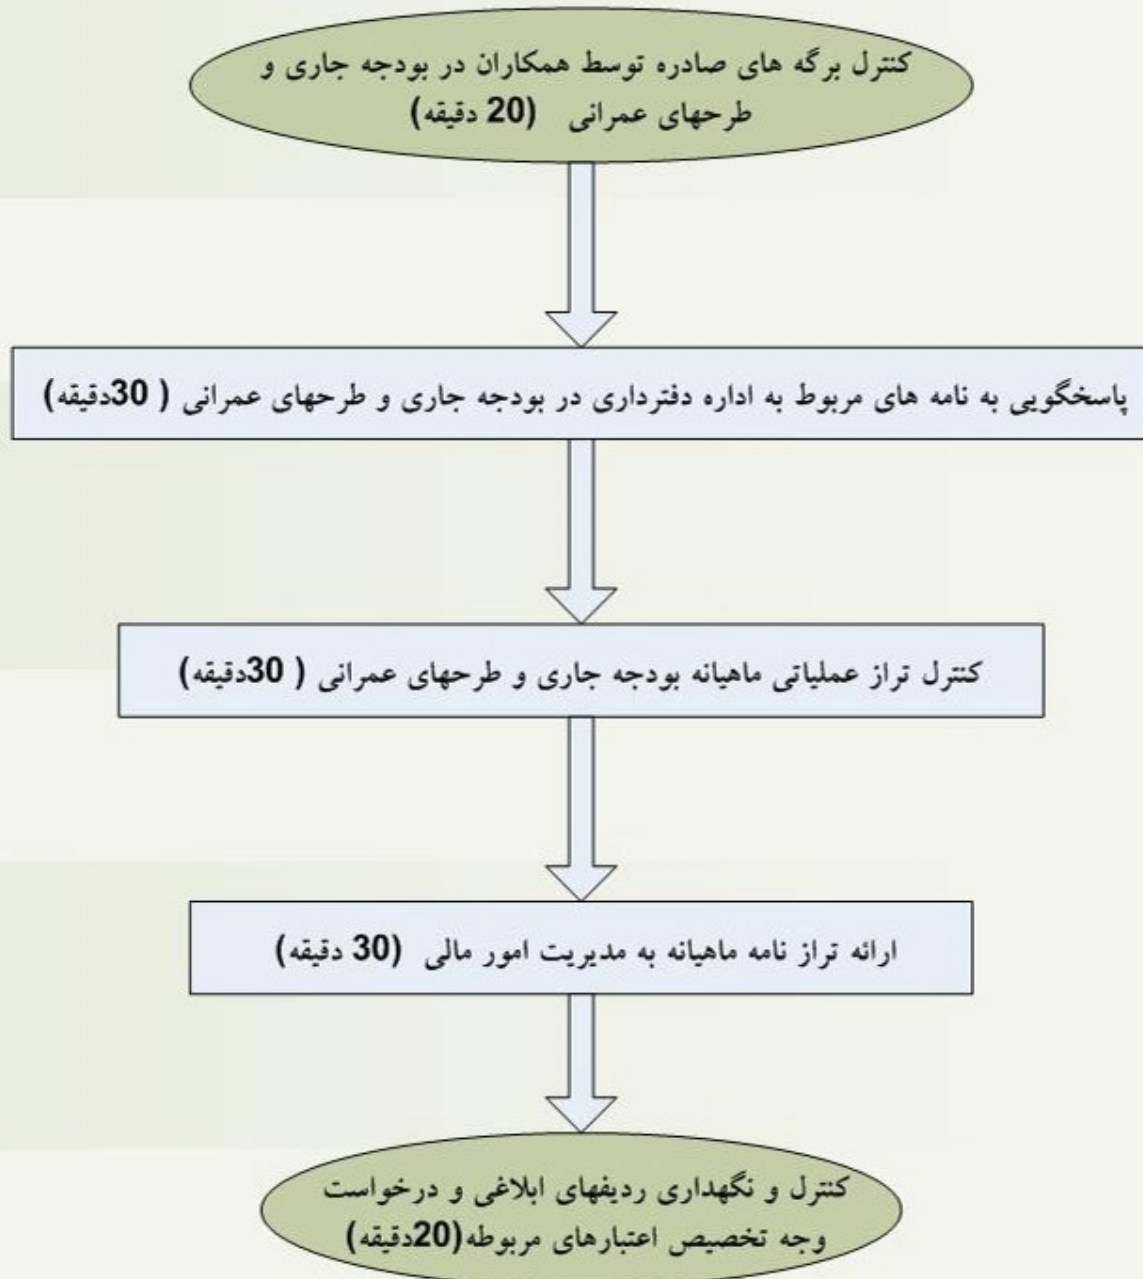 کنترل برگه های صادره توسط همکاران در بودجه جاری و
طرحهای عمرانی (20 دقیقه)
پاسخگویی به نامه های مربوط به اداره دفترداری در بودجه جاری و طرحهای عمرانی ( 30دقیقه)
کنترل تراز عملیاتی ماهیانه بودجه جاری و طرحهای عمرانی ( 30دقیقه)
ارائه تراز نامه ماهیانه به مدیریت امور مالی (30 دقیقه)
کنترل و نگهداری ردیفهای ابلاغی و درخواست
وجه تخصیص اعتبارهای مربوطه(20دقیقه)